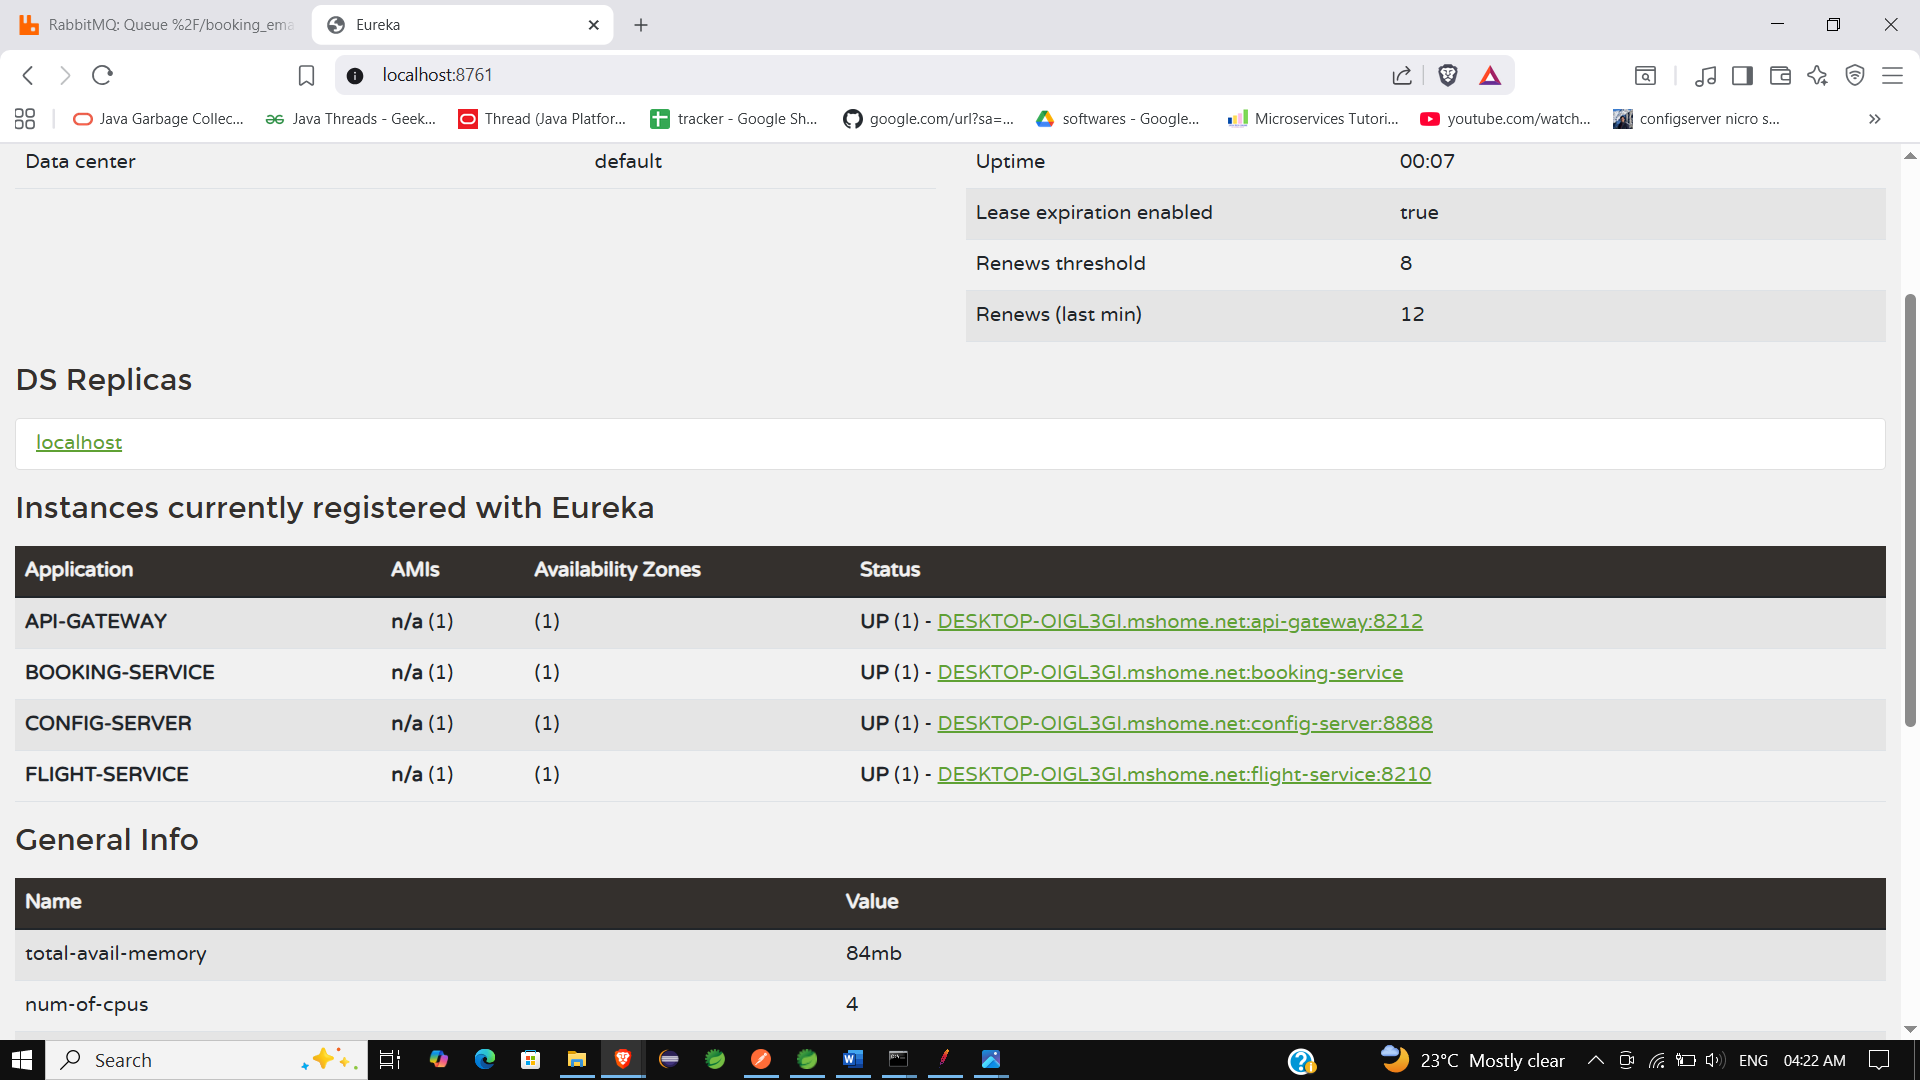 RabbitMQ: Queue %2F/booking_ema
Eureka
localhost:8761
Java Garbage Collec...
Java Threads - Geek...
Thread (Java Platfor...
tracker - Google Sh...
google.com/url?sa=...
softwares - Google...
Microservices Tutori...
youtube.com/watch...
configserver nicro s...
Data center default
Uptime 00:07
Lease expiration enabled true
Renews threshold 8
Renews (last min) 12
DS Replicas
localhost
Instances currently registered with Eureka
Application AMIs Availability Zones Status
API-GATEWAY n/a (1) (1) UP (1) - DESKTOP-OIGL3GI.mshome.net:api-gateway:8212
BOOKING-SERVICE n/a (1) (1) UP (1) - DESKTOP-OIGL3GI.mshome.net:booking-service
CONFIG-SERVER n/a (1) (1) UP (1) - DESKTOP-OIGL3GI.mshome.net:config-server:8888
FLIGHT-SERVICE n/a (1) (1) UP (1) - DESKTOP-OIGL3GI.mshome.net:flight-service:8210
General Info
Name Value
total-avail-memory 84mb
num-of-cpus 4
Search
23°C Mostly clear
ENG
04:22 AM